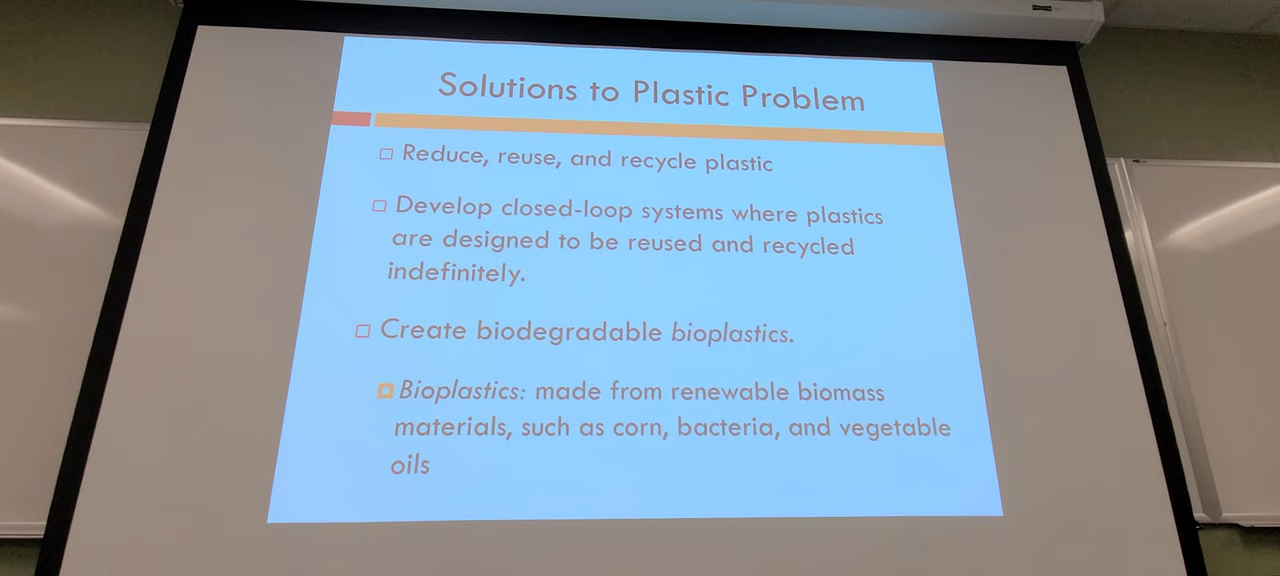 Solutions to Plastic Problem
Reduce, reuse, and recycle plastic
Develop closed-loop systems where plastics
are designed to be reused and recycled
indefinitely.
Create biodegradable bioplastics.
Bioplastics: made from renewable biomass
materials, such as corn, bacteria, and vegetable
oils